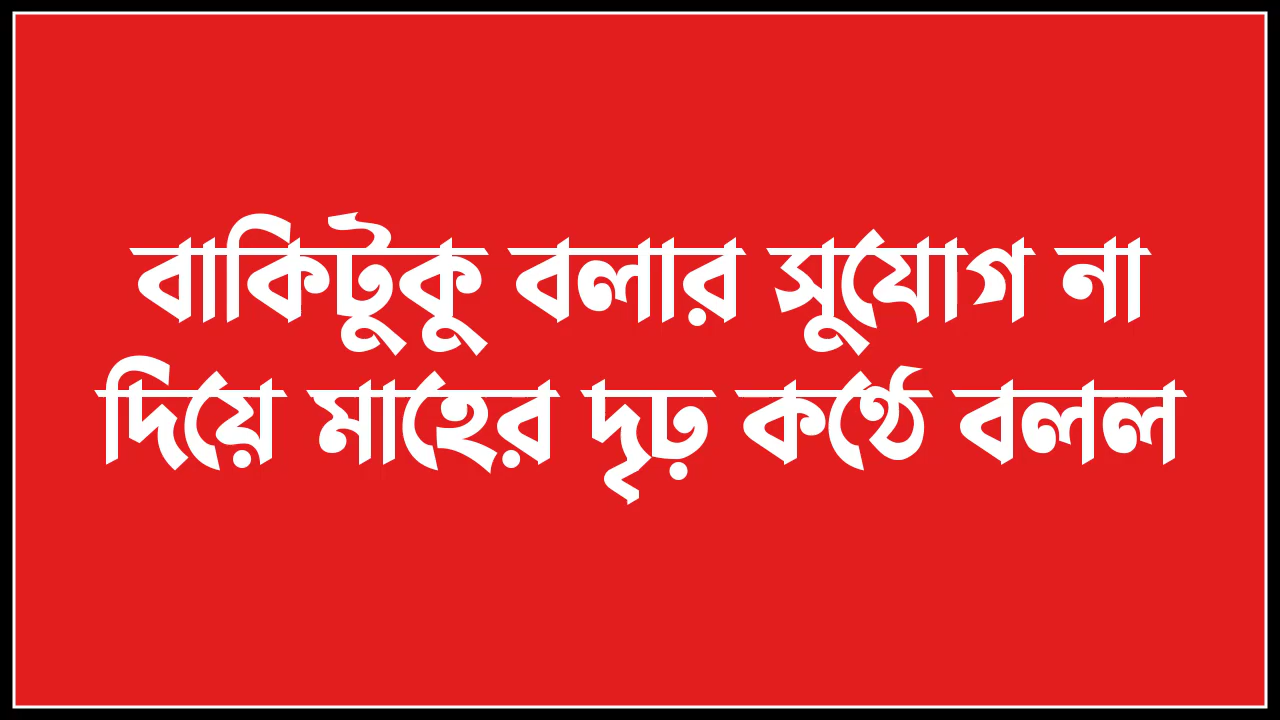 বাকিটুকু বলার সুযোগ না
দিয়ে মাহের দৃঢ় কণ্ঠে বলল